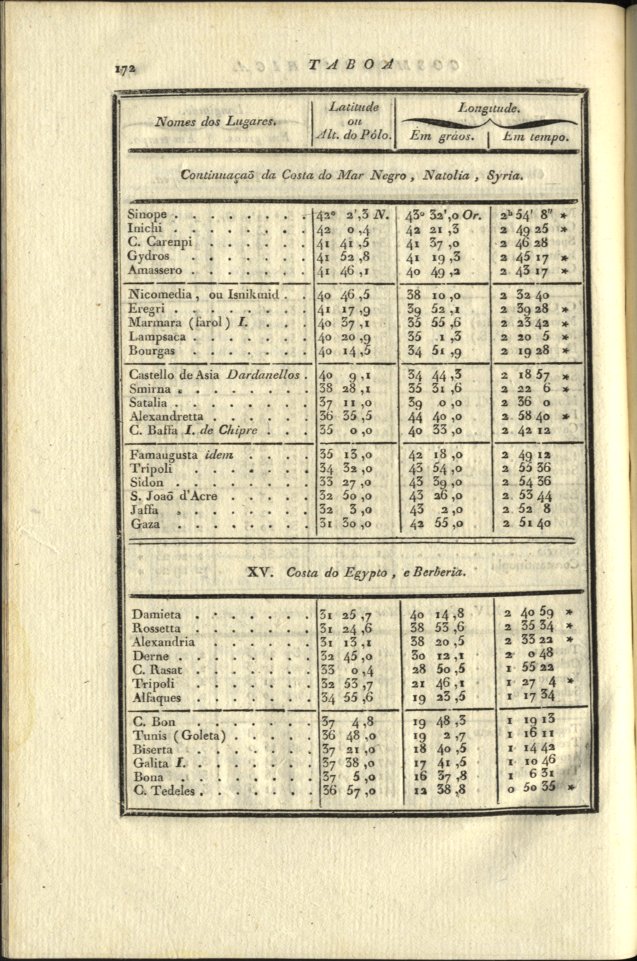 172 TABOA
Nomes dos Lugares. Latitude ou Alt. do Pólo. Longitude.
Em gráos. Em tempo.
Continuaçaõ da Costa do Mar Negro, Natolia, Syria.
Sinope . . . . . . . . 42° 2',3 N. 43° 32',0 Or. 2h 54' 8" *
Inichi . . . . . . . . 42 0,4 42 21,3 2 49 25 *
C. Carenpi . . . . . . 41 41,5 41 37,0 2 46 28
Gydros . . . . . . . 41 52,8 41 19,3 2 45 17 *
Amassero . . . . . . . 41 46,1 40 49,2 2 43 17 *
Nicomedia, ou Isnikmid . . 40 46,5 38 10,0 2 32 40
Eregri . . . . . . . . 41 17,9 39 52,1 2 39 28 *
Marmara (farol) I. . . . 40 37,1 35 55,6 2 23 42 *
Lampsaca . . . . . . . 40 20,9 35 1,3 2 20 5 *
Bourgas . . . . . . . 40 14,5 34 51,9 2 19 28 *
Castello de Asia Dardanellos . 40 9,1 34 44,3 2 18 57 *
Smirna . . . . . . . . 38 28,1 35 31,6 2 22 6 *
Satalia . . . . . . . . 37 11,0 39 0,0 2 36 0
Alexandretta . . . . . . 36 35,5 44 40,0 2 58 40 *
C. Baffa I. de Chipre . . . 35 0,0 40 33,0 2 42 12
Famaugusta idem . . . . 35 13,0 42 18,0 2 49 12
Tripoli . . . . . . . 34 32,0 43 54,0 2 55 36
Sidon . . . . . . . . 33 27,0 43 39,0 2 54 36
S. Joaõ d'Acre . . . . . 32 50,0 43 26,0 2 53 44
Jaffa . . . . . . . . 32 3,0 43 2,0 2 52 8
Gaza . . . . . . . . 31 30,0 42 55,0 2 51 40
XV. Costa do Egypto, e Berberia.
Damieta . . . . . . . 31 25,7 40 14,8 2 40 59 *
Rossetta . . . . . . . 31 24,6 38 53,6 2 35 34 *
Alexandria . . . . . . 31 13,1 38 20,5 2 33 22 *
Derne . . . . . . . . 32 45,0 30 12,1 2 0 48
C. Rasat . . . . . . . 33 0,4 28 50,5 1 55 22
Tripoli . . . . . . . 32 53,7 21 46,1 1 27 4 *
Alfaques . . . . . . . 34 55,6 19 23,5 1 17 34
C. Bon . . . . . . . 37 4,8 19 48,3 1 19 13
Tunis (Goleta) . . . . . 36 48,0 19 2,7 1 16 11
Biserta . . . . . . . 37 21,0 18 40,5 1 14 42
Galita I. . . . . . . . 37 38,0 17 41,5 1 10 46
Bona . . . . . . . . 37 5,0 16 37,8 1 6 31
C. Tedeles . . . . . . . 36 57,0 12 38,8 0 50 35 *